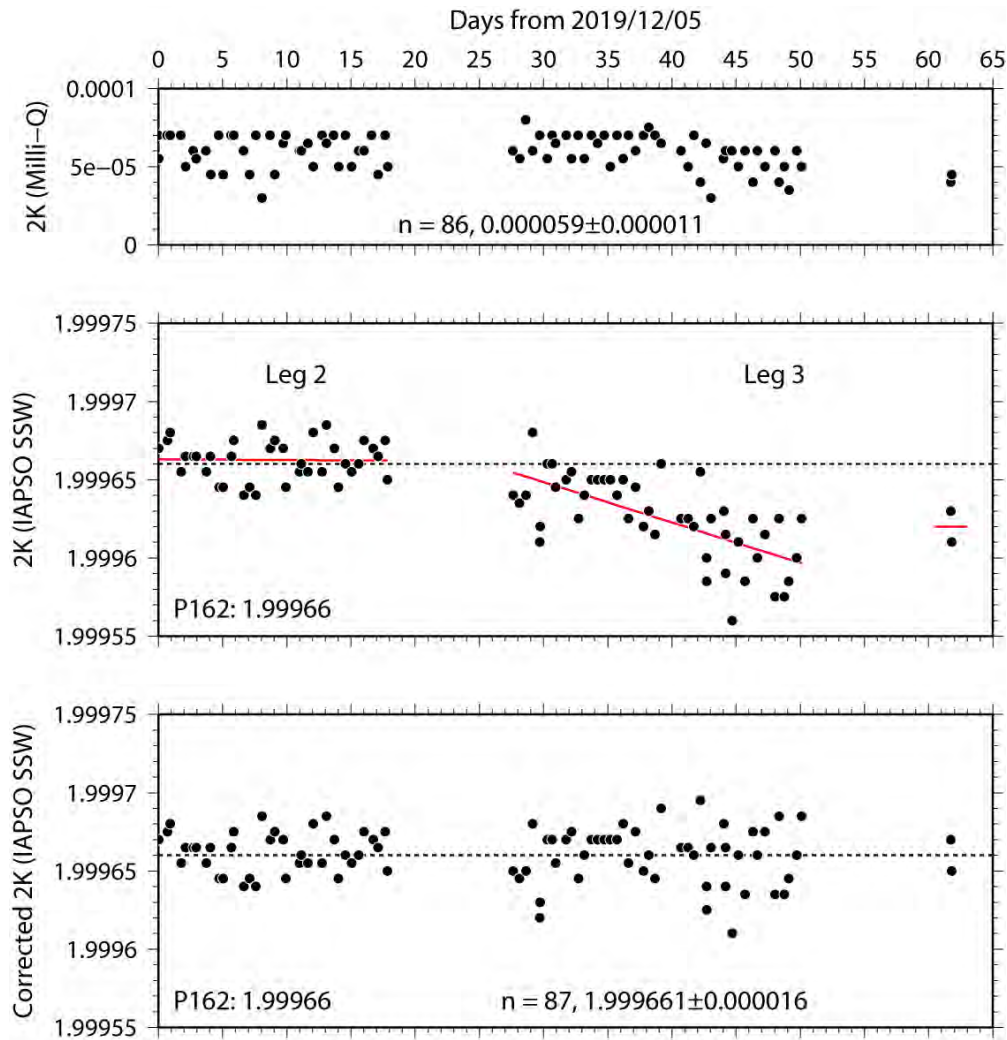 Days from 2019/12/05
0 5 10 15 20 25 30 35 40 45 50 55 60 65
0.0001
5e−05
0
2K (Milli−Q)
n = 86, 0.000059±0.000011
1.99975
1.9997
1.99965
1.9996
1.99955
2K (IAPSO SSW)
Leg 2
Leg 3
P162: 1.99966
1.99975
1.9997
1.99965
1.9996
1.99955
Corrected 2K (IAPSO SSW)
P162: 1.99966
n = 87, 1.999661±0.000016